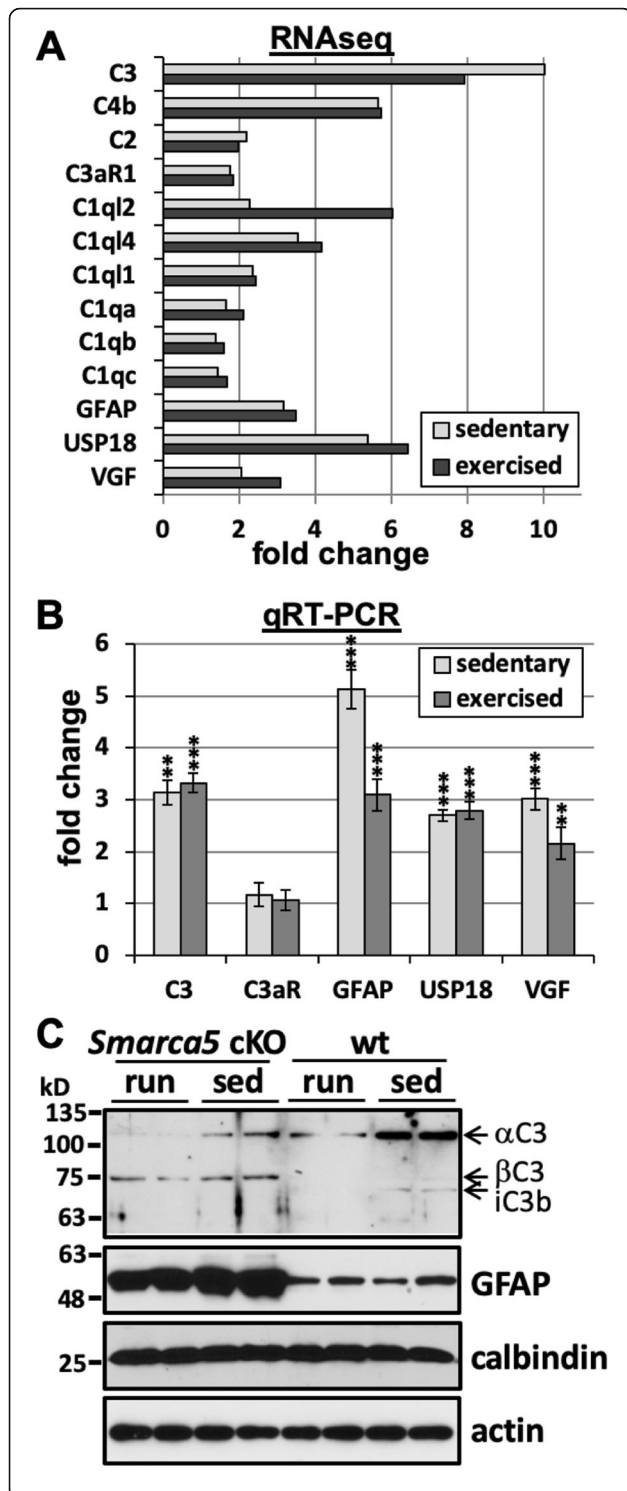 A RNAseq
C3
C4b
C2
C3aR1
C1ql2
C1ql4
C1ql1
C1qa
C1qb
C1qc
GFAP
USP18
VGF
sedentary
exercised
0 2 4 6 8 10
fold change
B qRT-PCR
6
5
4
3
2
1
0
fold change
sedentary
exercised
** *** *** *** *** *** *** **
C3 C3aR GFAP USP18 VGF
C Smarca5 cKO wt
kD run sed run sed
135
100
75
63
αC3
βC3
iC3b
63
48
GFAP
25
calbindin
actin